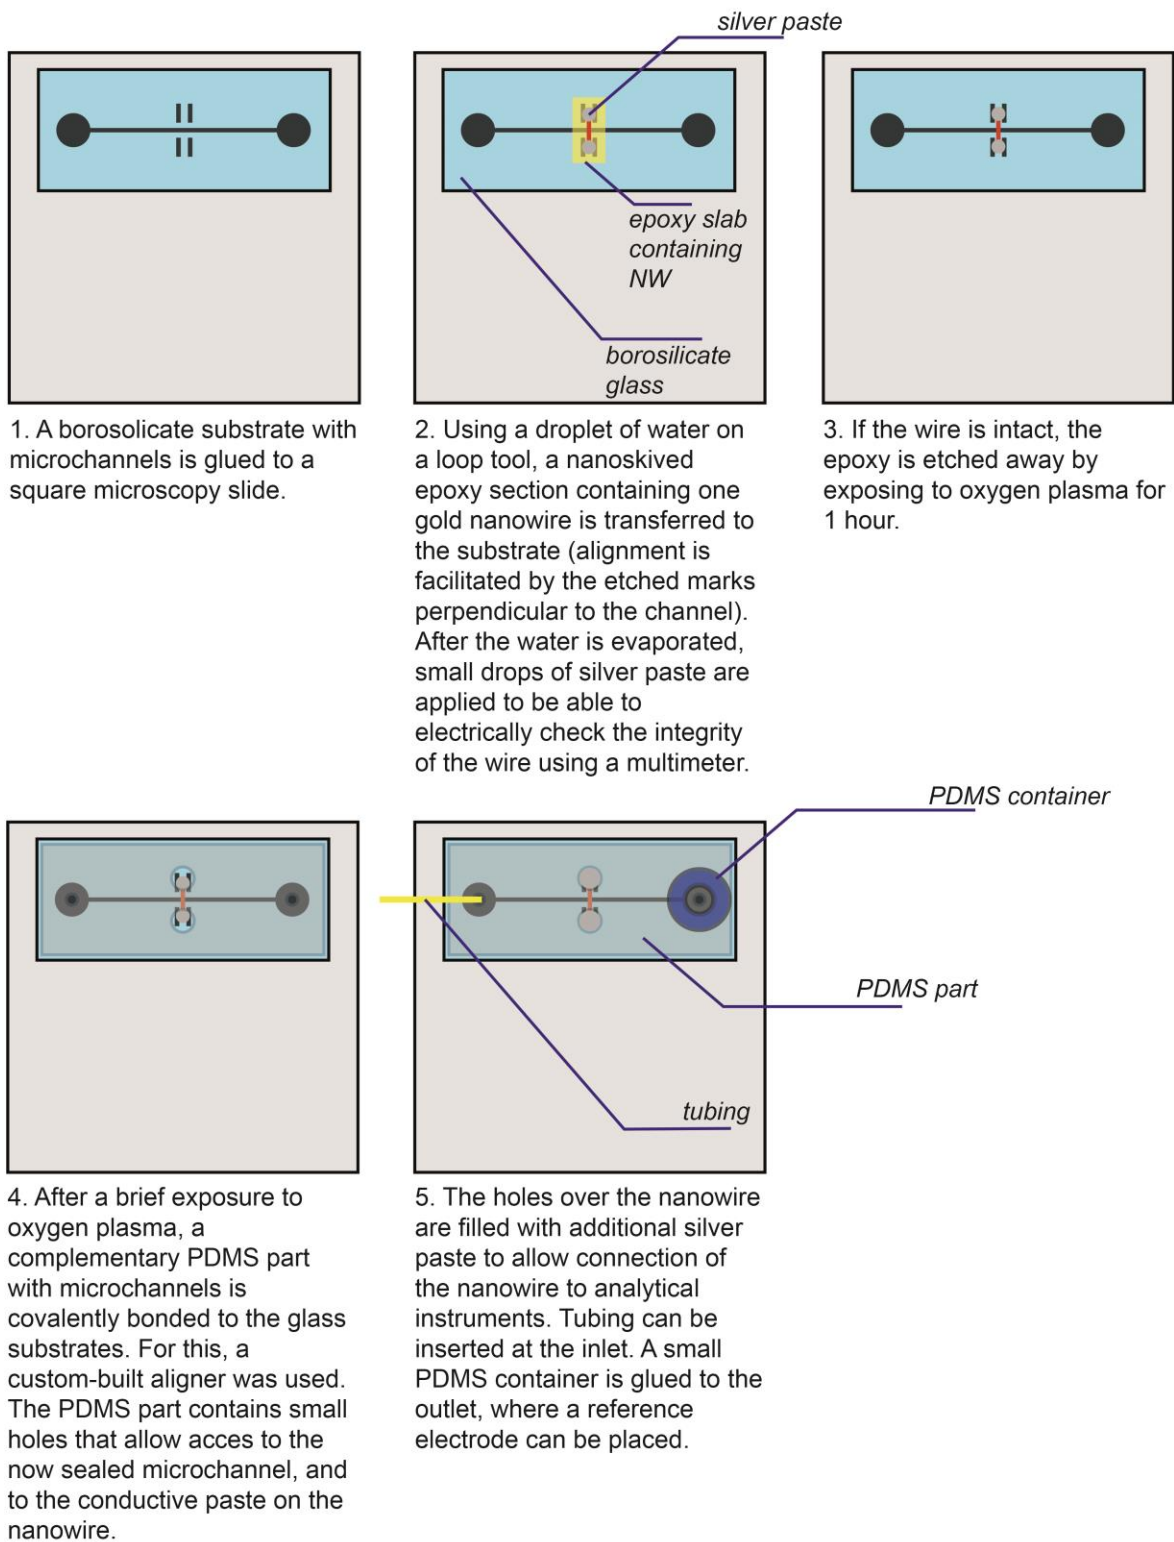 silver paste
epoxy slab
containing
NW
borosilicate
glass
1. A borosolicate substrate with
microchannels is glued to a
square microscopy slide.
2. Using a droplet of water on
a loop tool, a nanoskived
epoxy section containing one
gold nanowire is transferred to
the substrate (alignment is
facilitated by the etched marks
perpendicular to the channel).
After the water is evaporated,
small drops of silver paste are
applied to be able to
electrically check the integrity
of the wire using a multimeter.
3. If the wire is intact, the
epoxy is etched away by
exposing to oxygen plasma for
1 hour.
PDMS container
PDMS part
tubing
4. After a brief exposure to
oxygen plasma, a
complementary PDMS part
with microchannels is
covalently bonded to the glass
substrates. For this, a
custom-built aligner was used.
The PDMS part contains small
holes that allow acces to the
now sealed microchannel, and
to the conductive paste on the
nanowire.
5. The holes over the nanowire
are filled with additional silver
paste to allow connection of
the nanowire to analytical
instruments. Tubing can be
inserted at the inlet. A small
PDMS container is glued to the
outlet, where a reference
electrode can be placed.